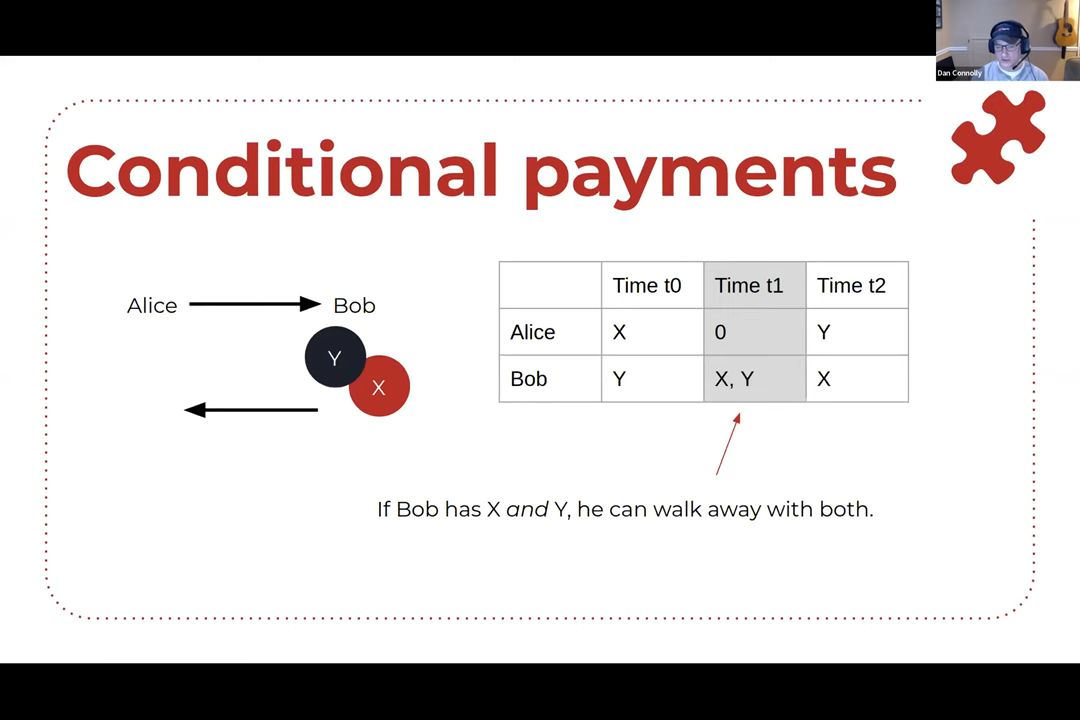 Dan Connolly
Conditional payments
Alice
Bob
Y
X
Time t0 Time t1 Time t2
Alice X 0 Y
Bob Y X, Y X
If Bob has X and Y, he can walk away with both.